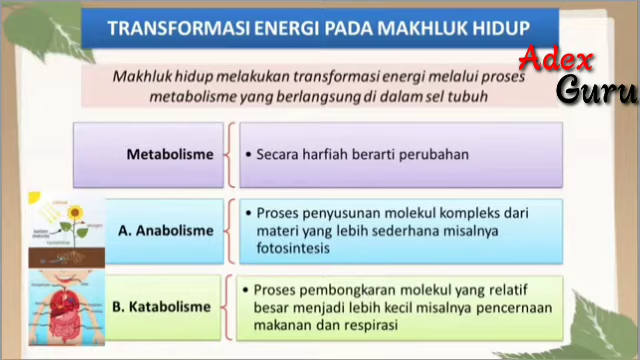 TRANSFORMASI ENERGI PADA MAKHLUK HIDUP
Adex
Guru
Makhluk hidup melakukan transformasi energi melalui proses
metabolisme yang berlangsung di dalam sel tubuh
Metabolisme
• Secara harfiah berarti perubahan
A. Anabolisme
• Proses penyusunan molekul kompleks dari
materi yang lebih sederhana misalnya
fotosintesis
B. Katabolisme
• Proses pembongkaran molekul yang relatif
besar menjadi lebih kecil misalnya pencernaan
makanan dan respirasi